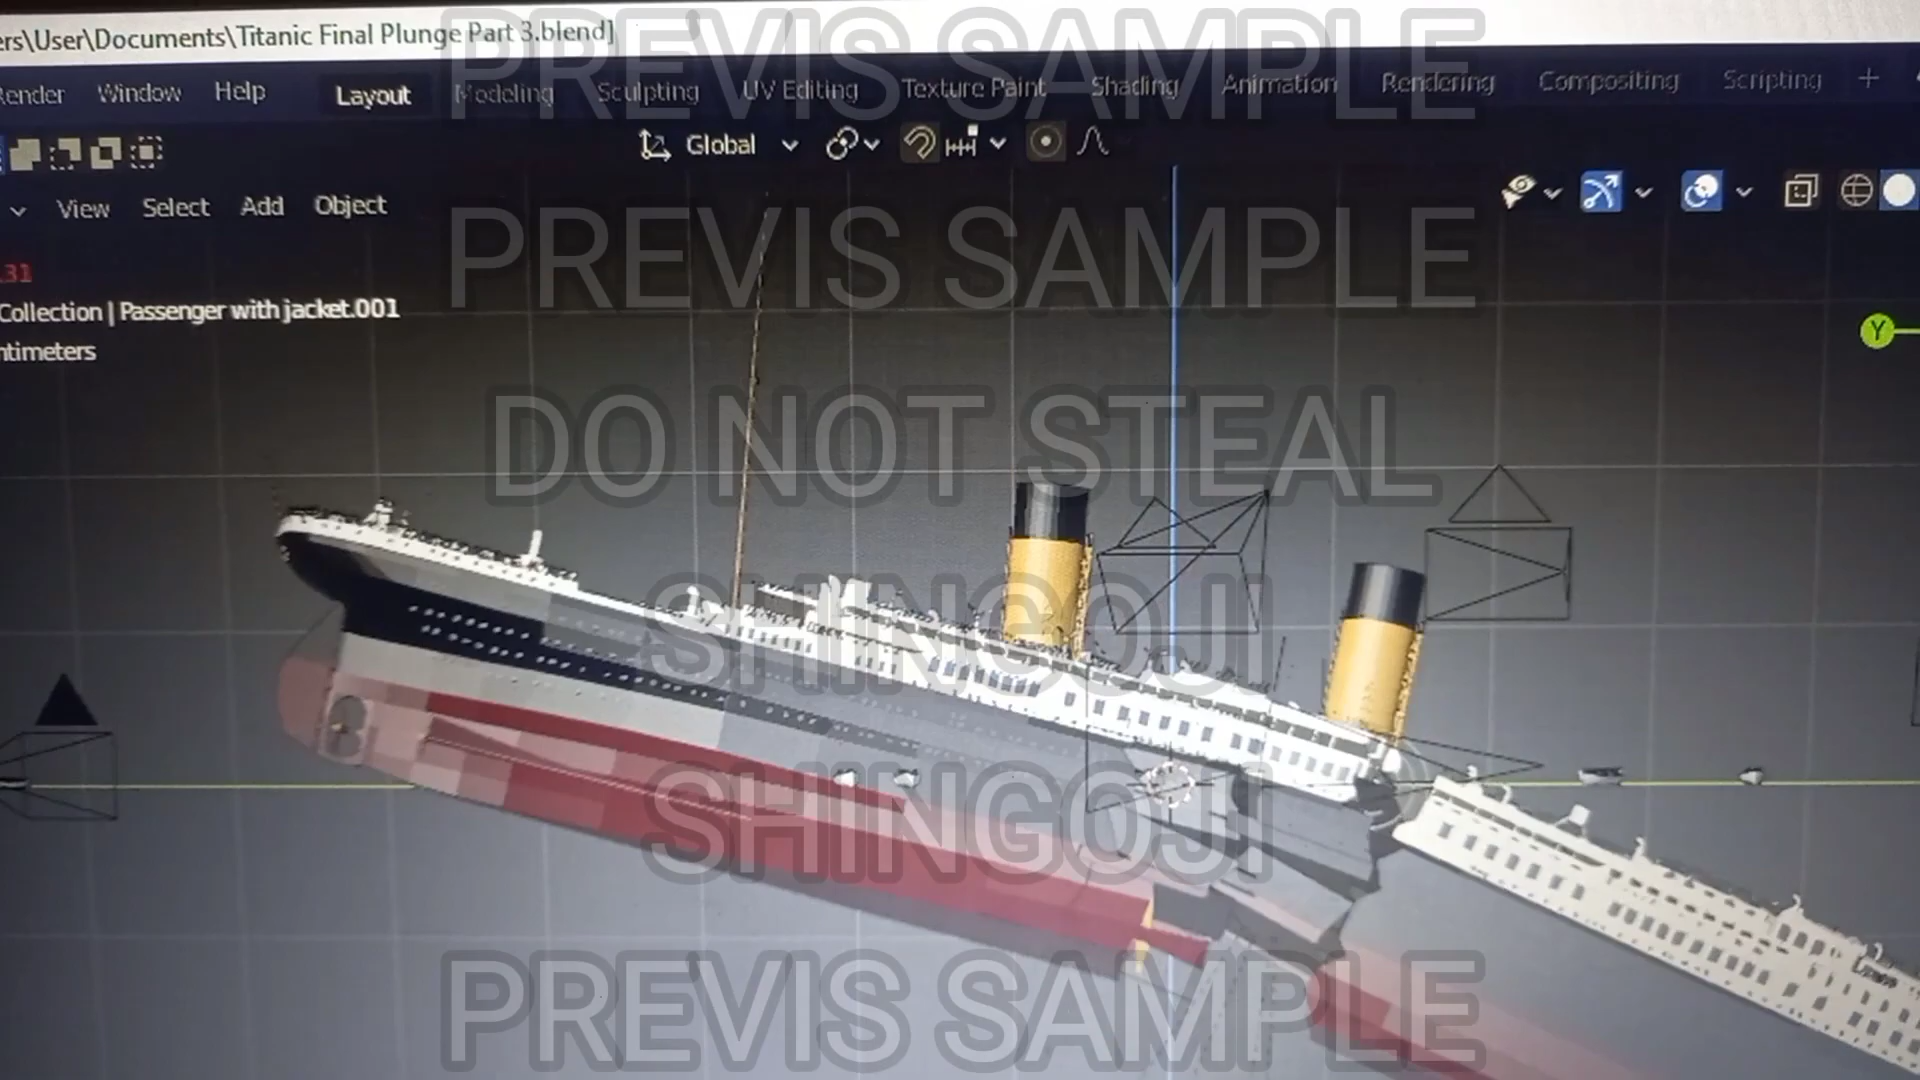 ers\User\Documents\Titanic Final Plunge Part 3.blend]
PREVIS SAMPLE
Render Window Help Layout Modeling Sculpting UV Editing Texture Paint Shading Animation Rendering Compositing Scripting +
Global
View Select Add Object
PREVIS SAMPLE
.31
Collection | Passenger with jacket.001
ntimeters
Y
DO NOT STEAL
SHINGOJI
SHINGOJI
PREVIS SAMPLE